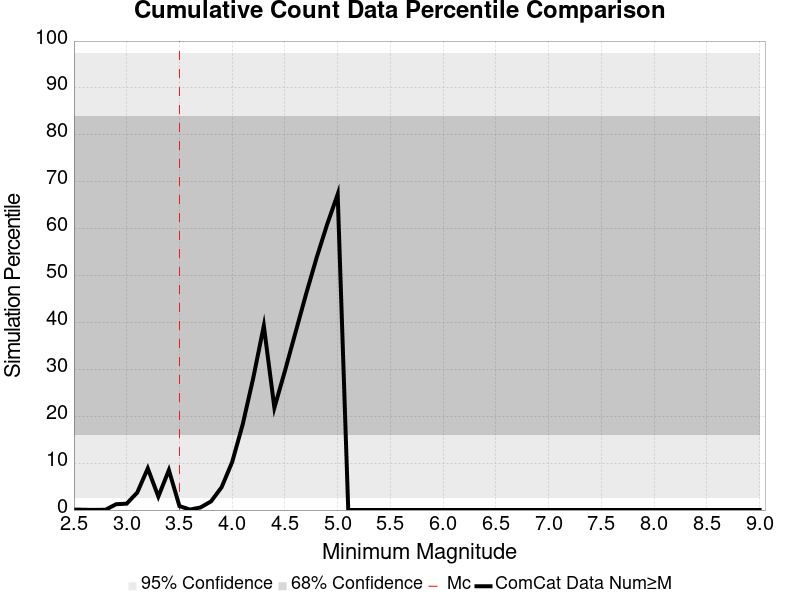 Cumulative Count Data Percentile Comparison
100
90
80
70
60
50
40
30
20
10
0
Simulation Percentile
2.5 3.0 3.5 4.0 4.5 5.0 5.5 6.0 6.5 7.0 7.5 8.0 8.5 9.0
Minimum Magnitude
95% Confidence 68% Confidence Mc ComCat Data Num≥M